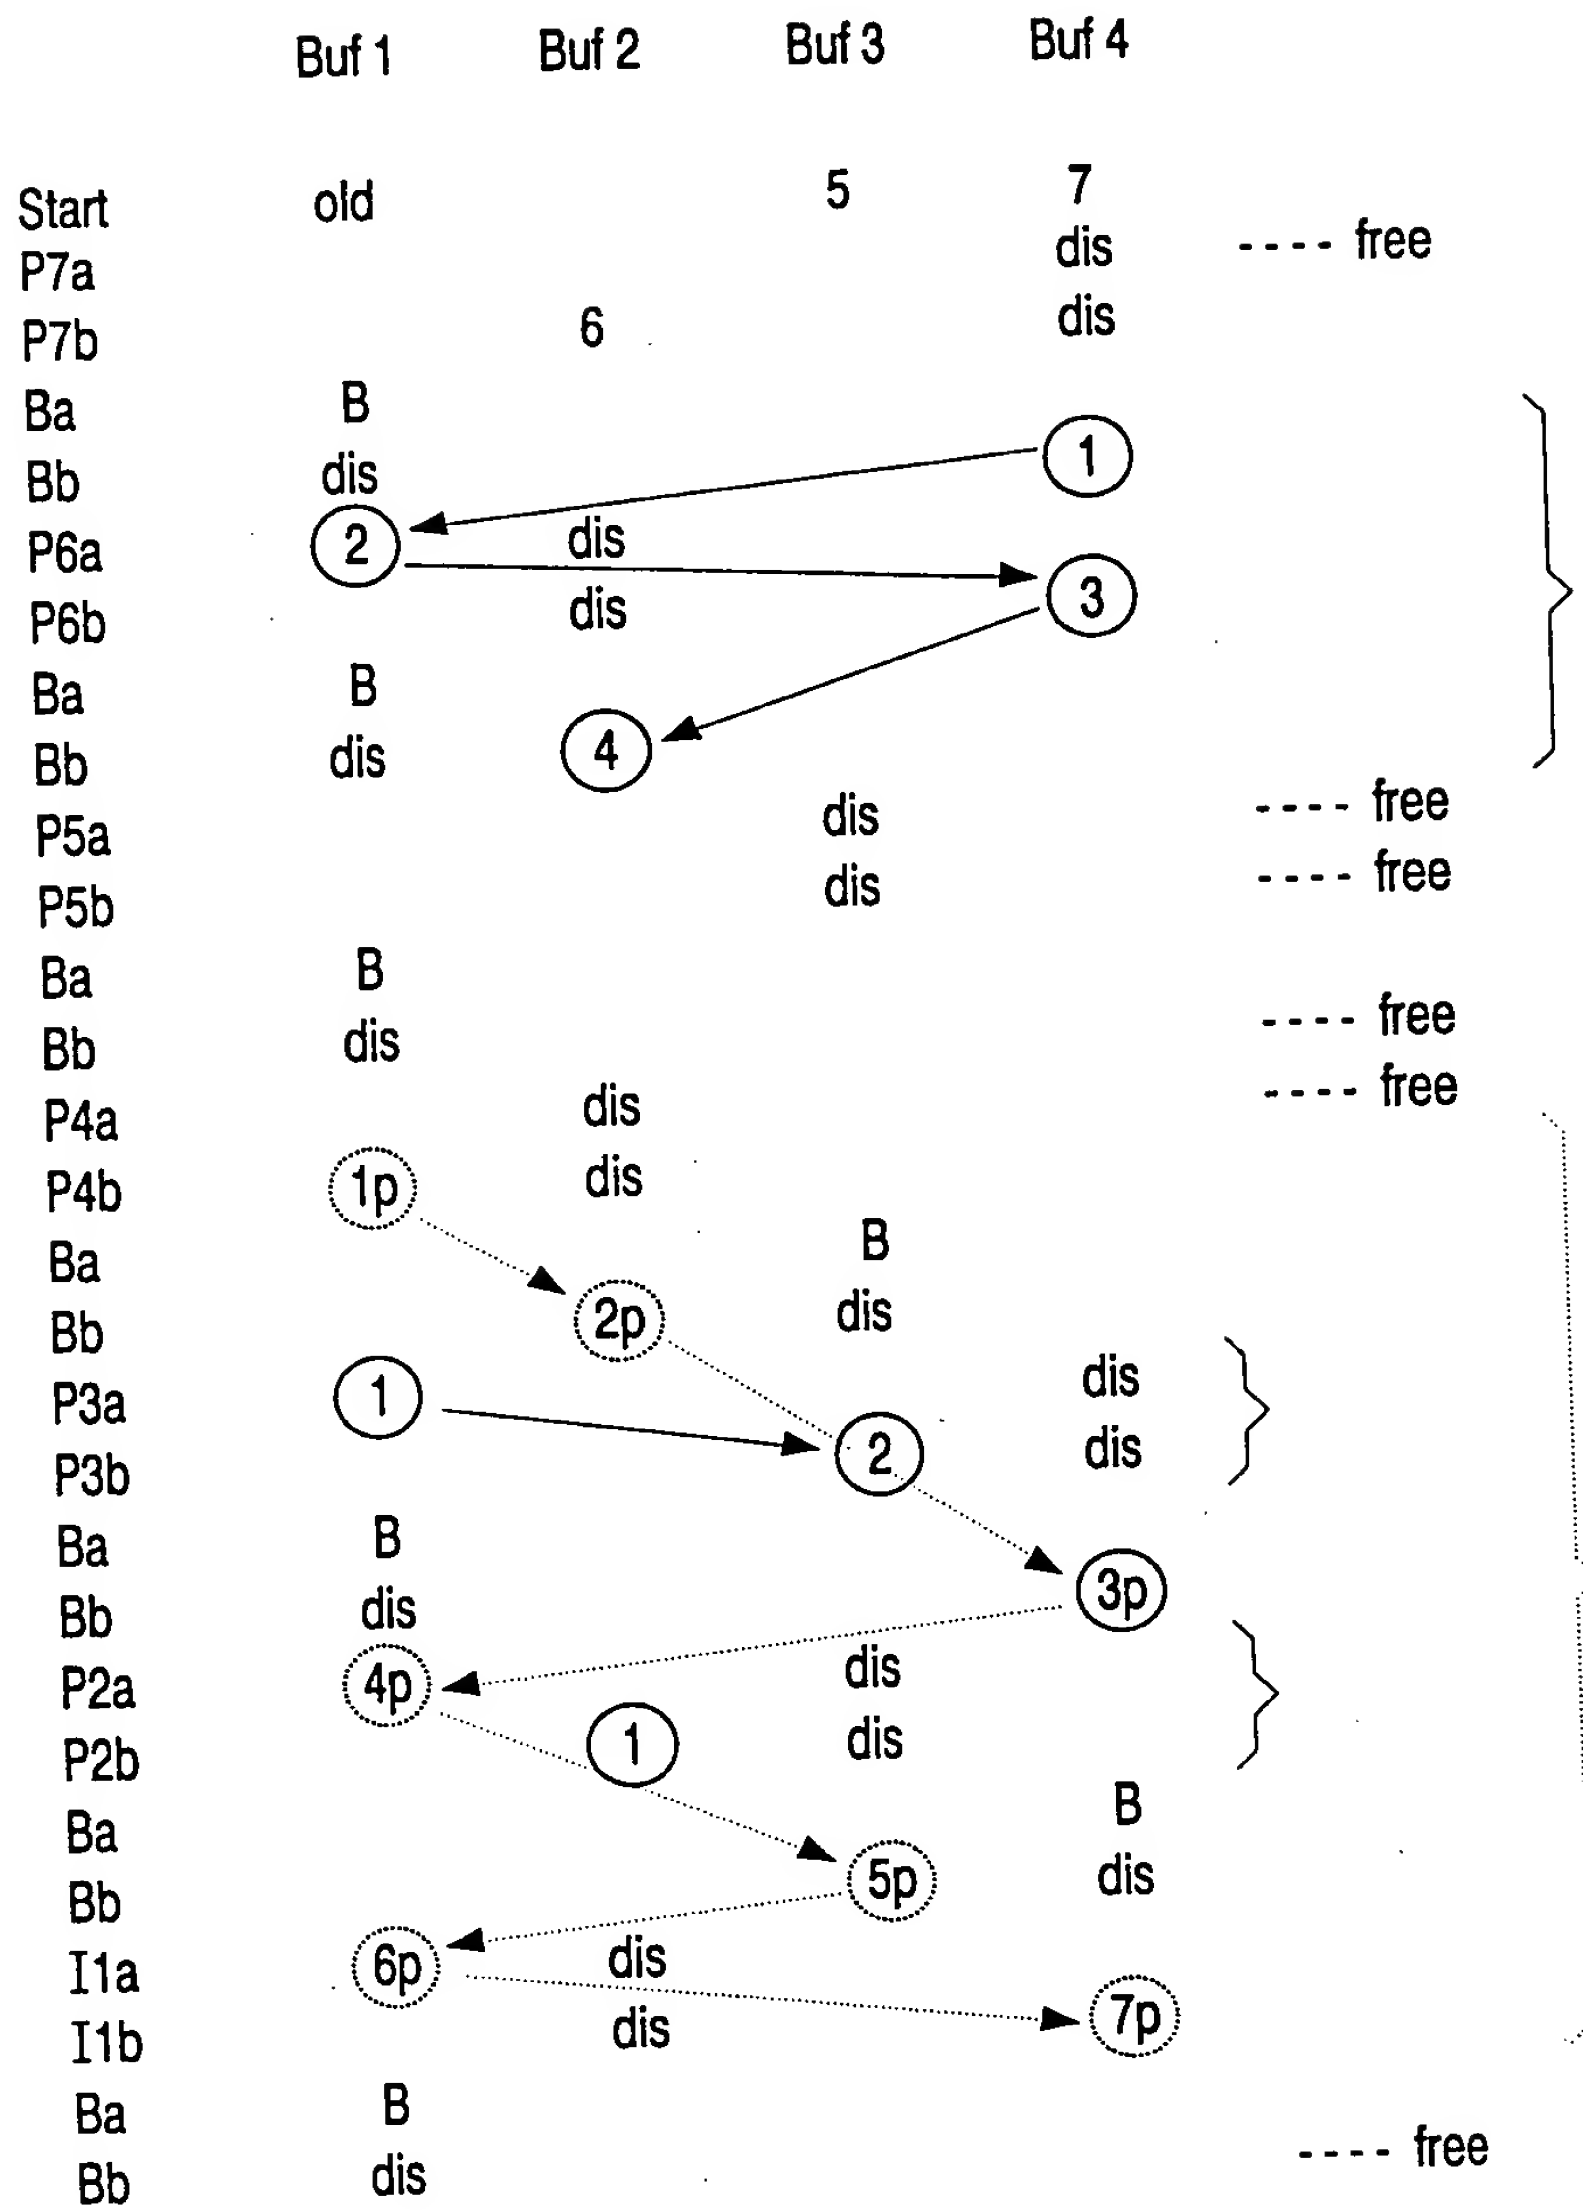 Buf 1 Buf 2 Buf 3 Buf 4
Start old 5 7
P7a dis ---- free
P7b 6 dis
Ba B
Bb dis 1
P6a 2 dis
P6b dis 3
Ba B
Bb dis 4
P5a dis ---- free
P5b dis ---- free
Ba B
Bb dis ---- free
P4a dis ---- free
P4b 1p dis
Ba B
Bb 2p dis
P3a 1 dis
P3b 2 dis
Ba B
Bb dis 3p
P2a 4p dis
P2b 1 dis
Ba B
Bb 5p dis
I1a 6p dis
I1b dis 7p
Ba B
Bb dis ---- free